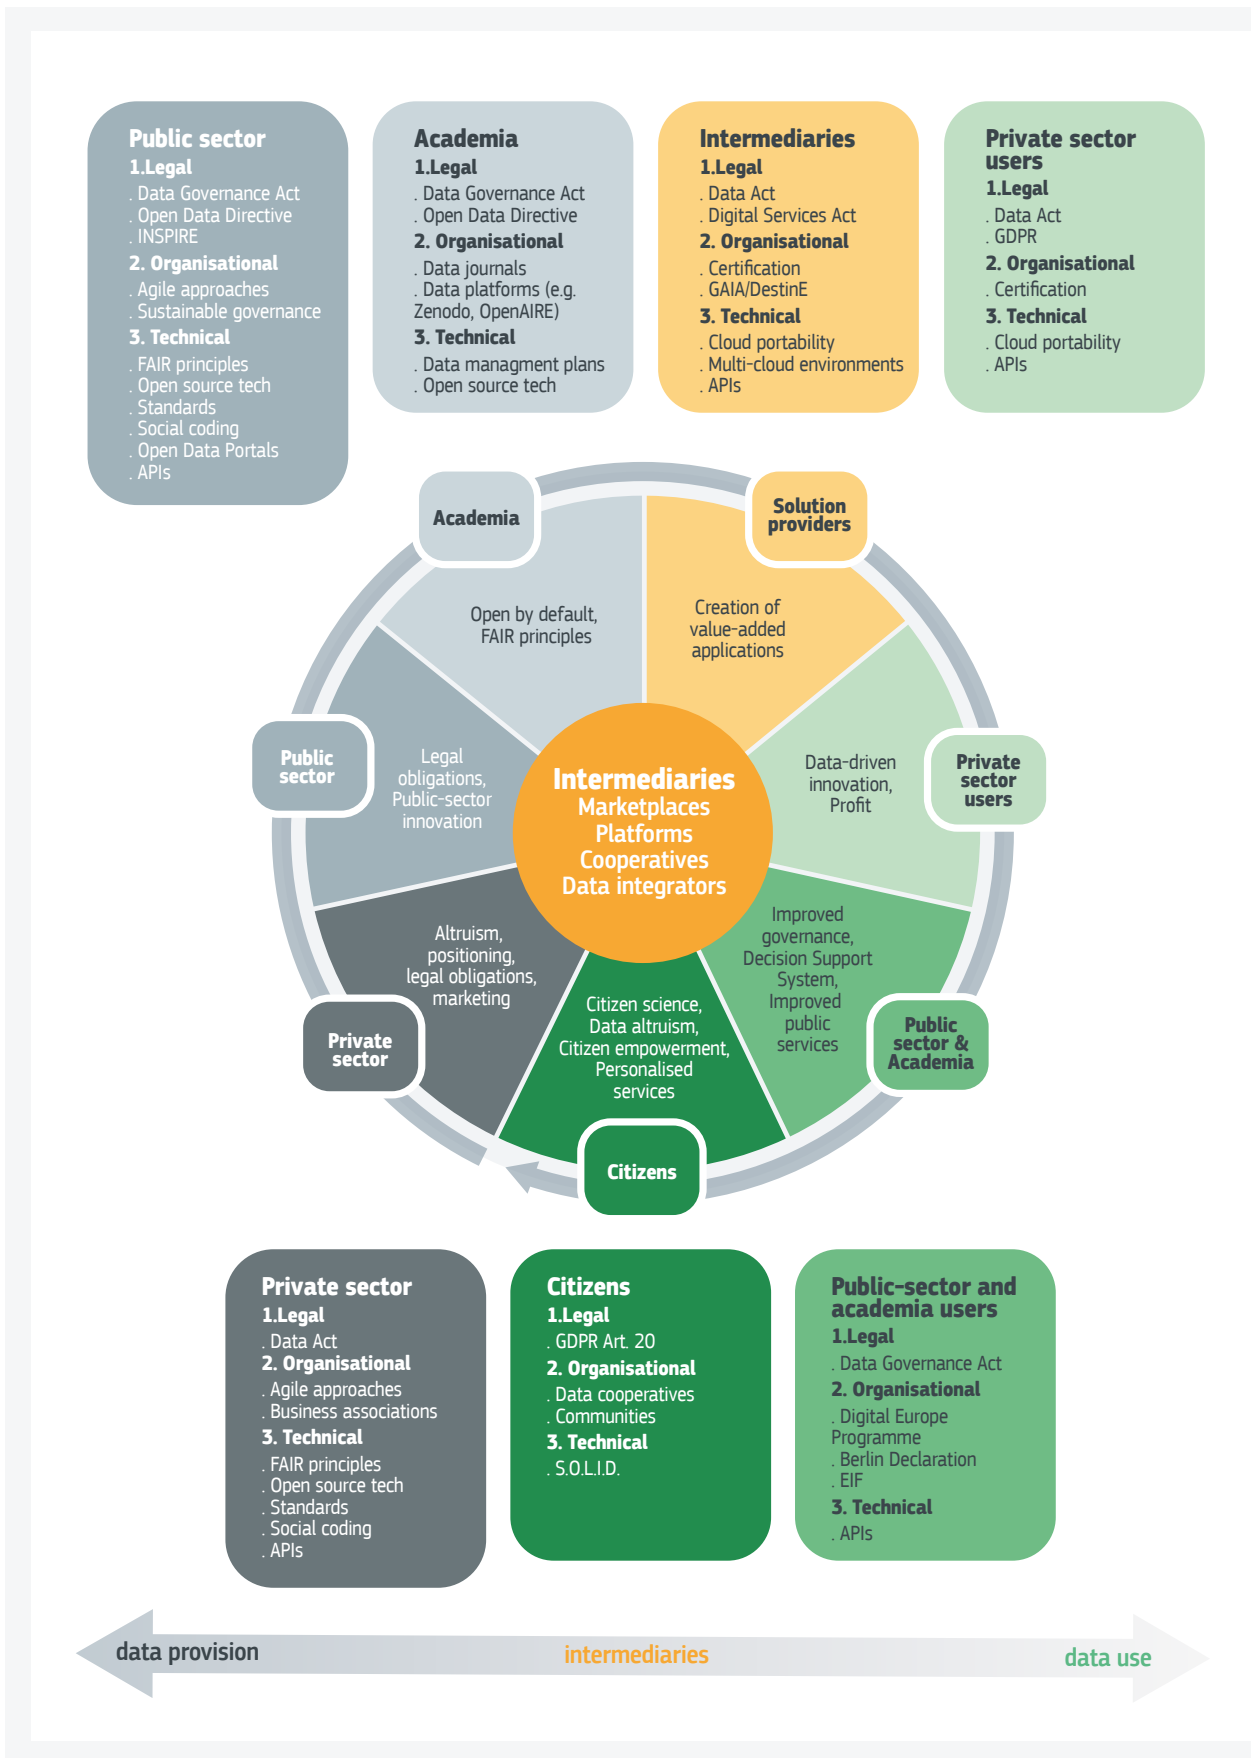 Public sector
1.Legal
. Data Governance Act
. Open Data Directive
. INSPIRE
2. Organisational
. Agile approaches
. Sustainable governance
3. Technical
. FAIR principles
. Open source tech
. Standards
. Social coding
. Open Data Portals
. APIs
Academia
1.Legal
. Data Governance Act
. Open Data Directive
2. Organisational
. Data journals
. Data platforms (e.g.
Zenodo, OpenAIRE)
3. Technical
. Data managment plans
. Open source tech
Intermediaries
1.Legal
. Data Act
. Digital Services Act
2. Organisational
. Certification
. GAIA/DestinE
3. Technical
. Cloud portability
. Multi-cloud environments
. APIs
Private sector
users
1.Legal
. Data Act
. GDPR
2. Organisational
. Certification
3. Technical
. Cloud portability
. APIs
Academia
Open by default,
FAIR principles
Solution
providers
Creation of
value-added
applications
Public
sector
Legal
obligations,
Public-sector
innovation
Intermediaries
Marketplaces
Platforms
Cooperatives
Data integrators
Data-driven
innovation,
Profit
Private
sector
users
Altruism,
positioning,
legal obligations,
marketing
Private
sector
Citizen science,
Data altruism,
Citizen empowerment,
Personalised
services
Citizens
Improved
governance,
Decision Support
System,
Improved
public
services
Public
sector &
Academia
Private sector
1.Legal
. Data Act
2. Organisational
. Agile approaches
. Business associations
3. Technical
. FAIR principles
. Open source tech
. Standards
. Social coding
. APIs
Citizens
1.Legal
. GDPR Art. 20
2. Organisational
. Data cooperatives
. Communities
3. Technical
. S.O.L.I.D.
Public-sector and
academia users
1.Legal
. Data Governance Act
2. Organisational
. Digital Europe
Programme
. Berlin Declaration
. EIF
3. Technical
. APIs
data provision
intermediaries
data use